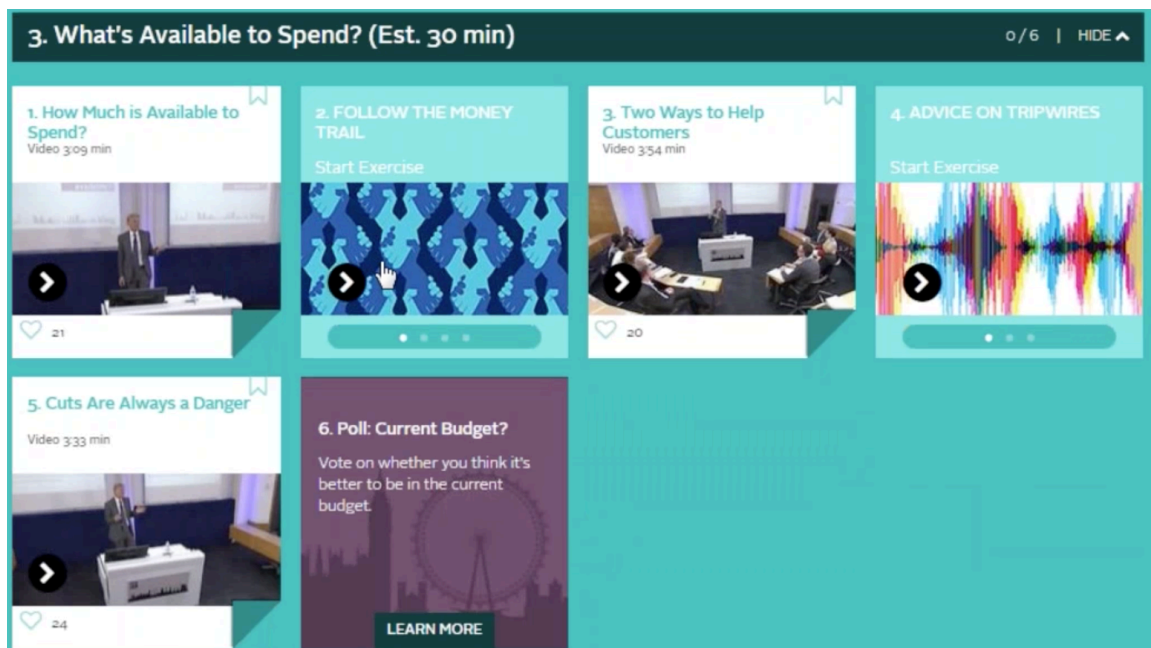 3. What's Available to Spend? (Est. 30 min)
0/6 | HIDE
1. How Much is Available to
Spend?
Video 3:09 min
21
2. FOLLOW THE MONEY
TRAIL
Start Exercise
3. Two Ways to Help
Customers
Video 3:54 min
20
4. ADVICE ON TRIPWIRES
Start Exercise
5. Cuts Are Always a Danger
Video 3:33 min
24
6. Poll: Current Budget?
Vote on whether you think it's
better to be in the current
budget.
LEARN MORE